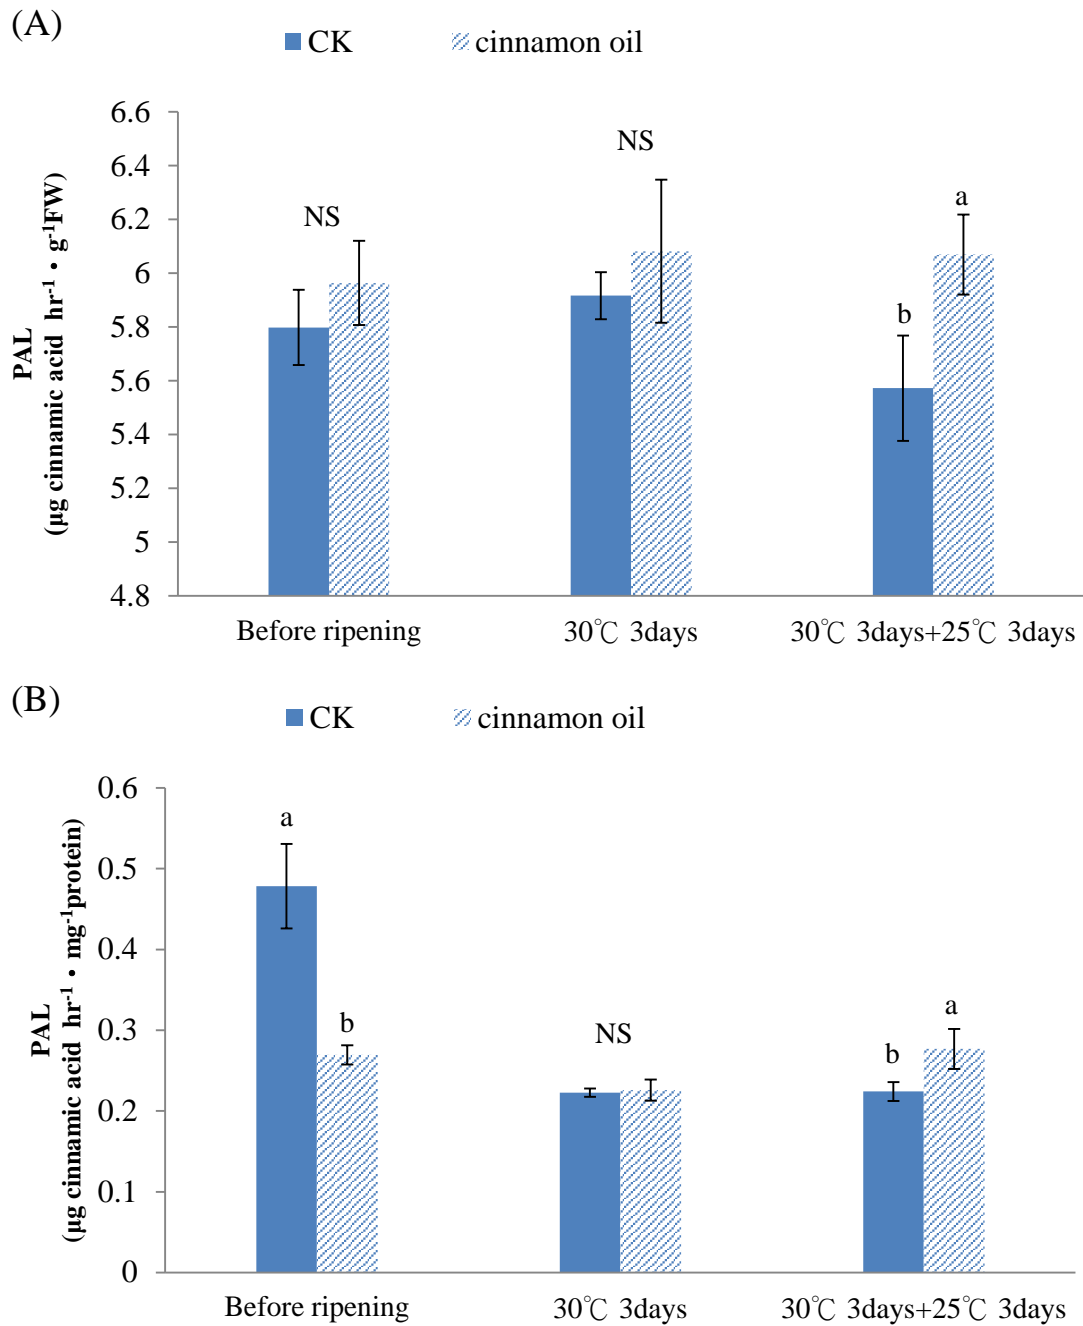 (A)
CK cinnamon oil
6.6
6.4
6.2
6
5.8
5.6
5.4
5.2
5
4.8
PAL
(μg cinnamic acid hr⁻¹・g⁻¹FW)
NS
NS
b
a
Before ripening 30℃ 3days 30℃ 3days+25℃ 3days
(B)
CK cinnamon oil
0.6
0.5
0.4
0.3
0.2
0.1
0
PAL
(μg cinnamic acid hr⁻¹・mg⁻¹protein)
a
b
NS
b
a
Before ripening 30℃ 3days 30℃ 3days+25℃ 3days